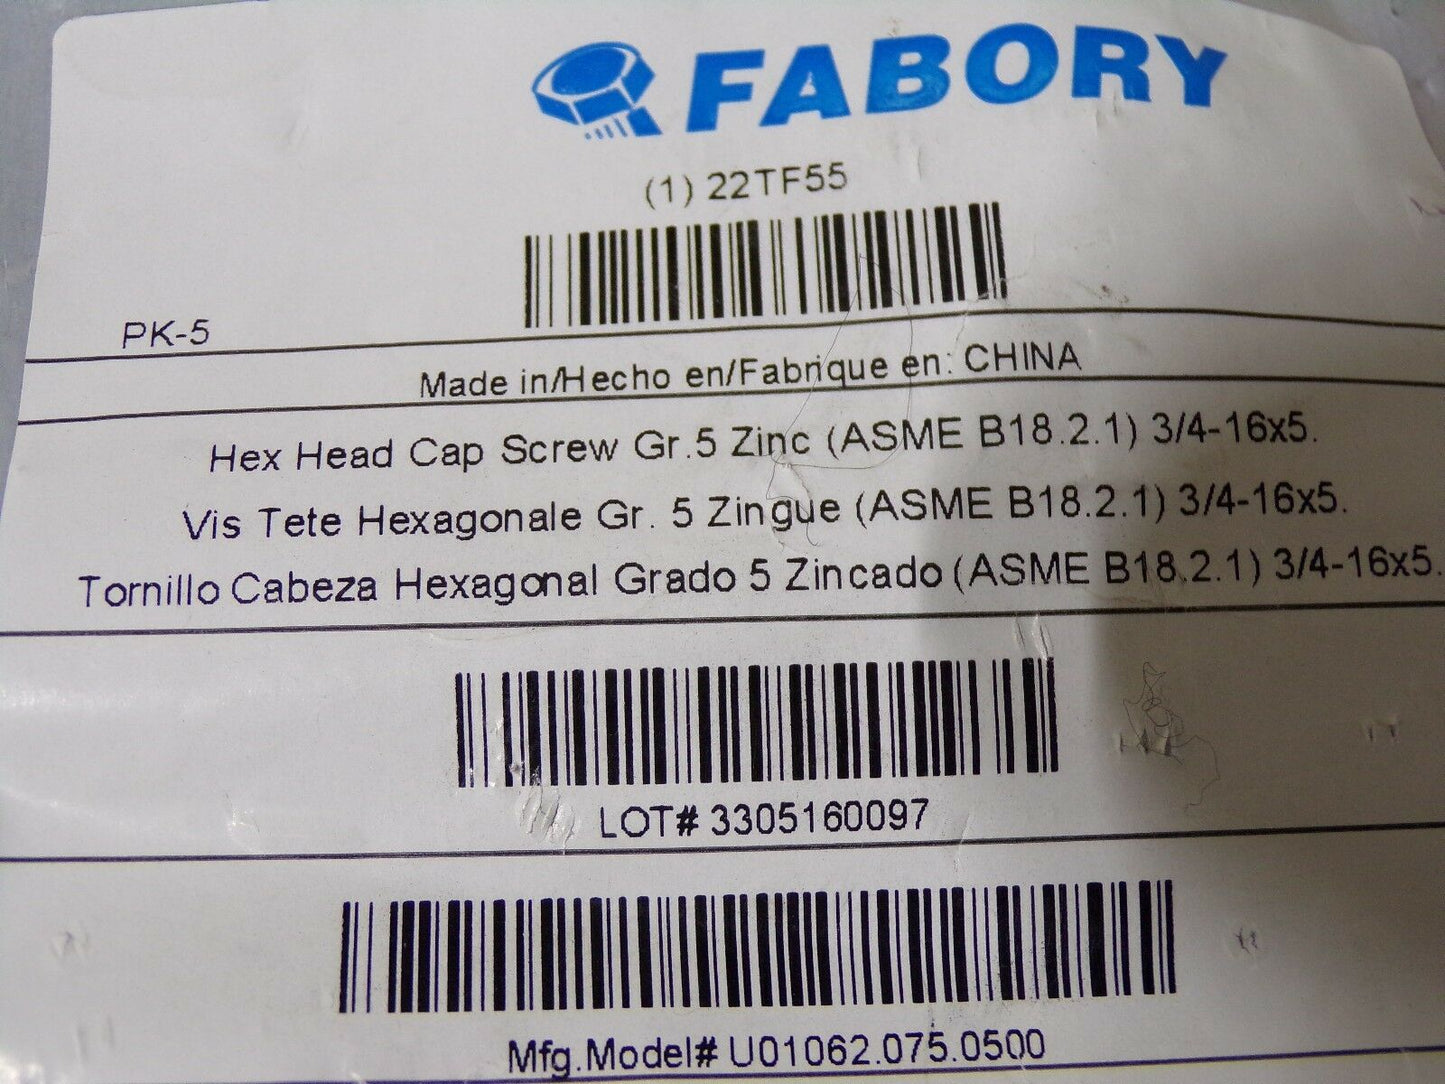 FABORY
(1) 22TF55
PK-5
Made in/Hecho en/Fabrique en: CHINA
Hex Head Cap Screw Gr.5 Zinc (ASME B18.2.1) 3/4-16x5.
Vis Tete Hexagonale Gr. 5 Zingue (ASME B18.2.1) 3/4-16x5.
Tornillo Cabeza Hexagonal Grado 5 Zincado (ASME B18.2.1) 3/4-16x5.
LOT# 3305160097
Mfg.Model# U01062.075.0500